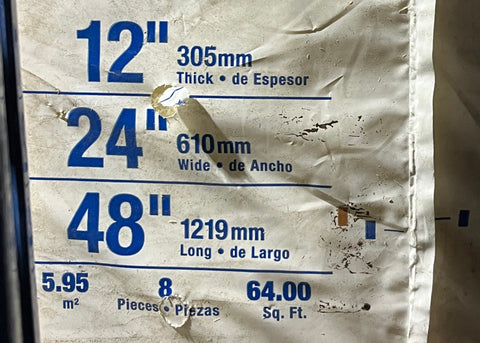 12" 305mm
Thick • de Espesor
24" 610mm
Wide • de Ancho
48" 1219mm
Long • de Largo
5.95 8 64.00
m² Pieces • Piezas Sq. Ft.